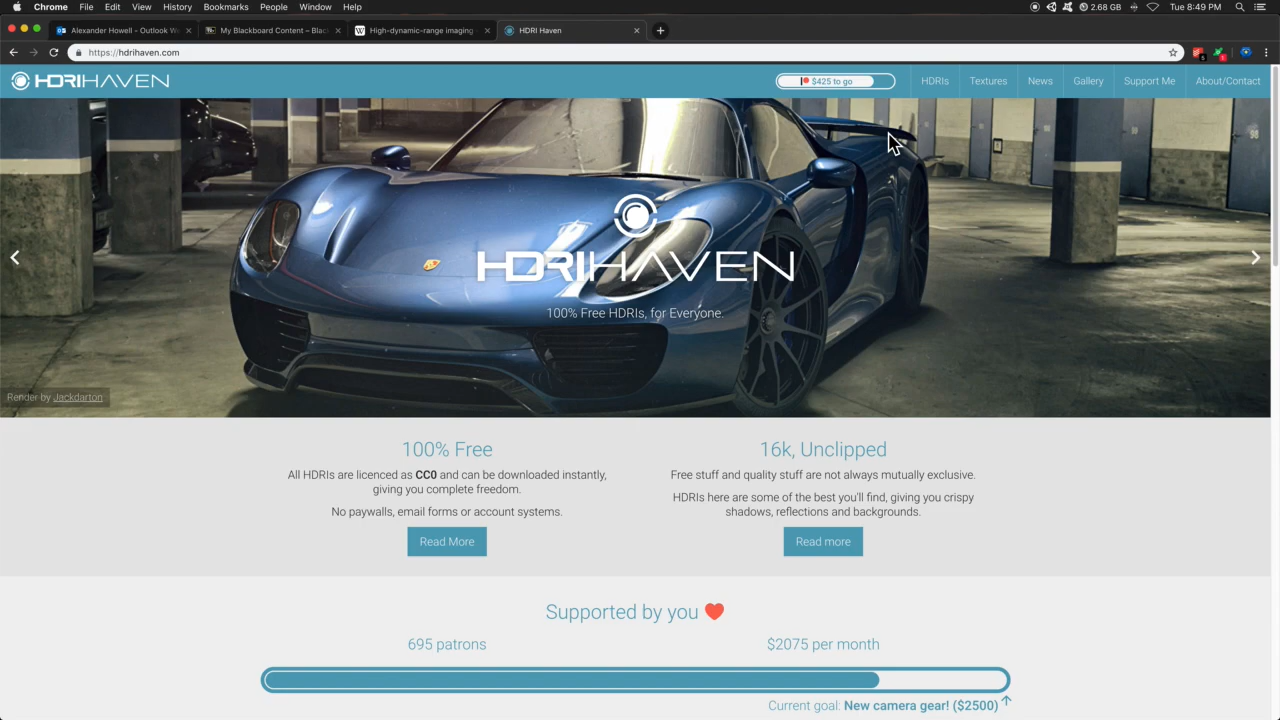 Chrome File Edit View History Bookmarks People Window Help 2.68 GB Tue 8:49 PM
Alexander Howell - Outlook W × My Blackboard Content – Blac × High-dynamic-range imaging - × HDRI Haven ×
https://hdrihaven.com
HDRIHAVEN $425 to go HDRIs Textures News Gallery Support Me About/Contact
HDRIHAVEN
100% Free HDRIs, for Everyone.
Render by Jackdarton
100% Free
All HDRIs are licenced as CC0 and can be downloaded instantly,
giving you complete freedom.
No paywalls, email forms or account systems.
Read More
16k, Unclipped
Free stuff and quality stuff are not always mutually exclusive.
HDRIs here are some of the best you'll find, giving you crispy
shadows, reflections and backgrounds.
Read more
Supported by you
695 patrons $2075 per month
Current goal: New camera gear! ($2500)